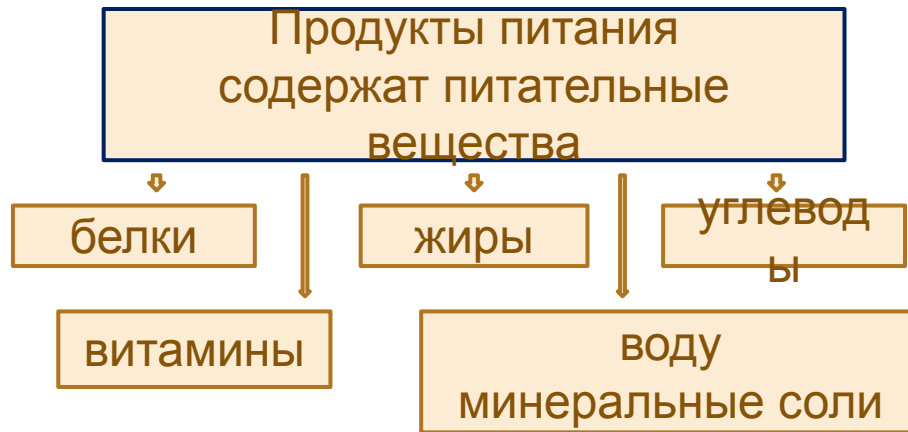 Продукты питания
содержат питательные
вещества
белки
жиры
углевод
ы
витамины
воду
минеральные соли